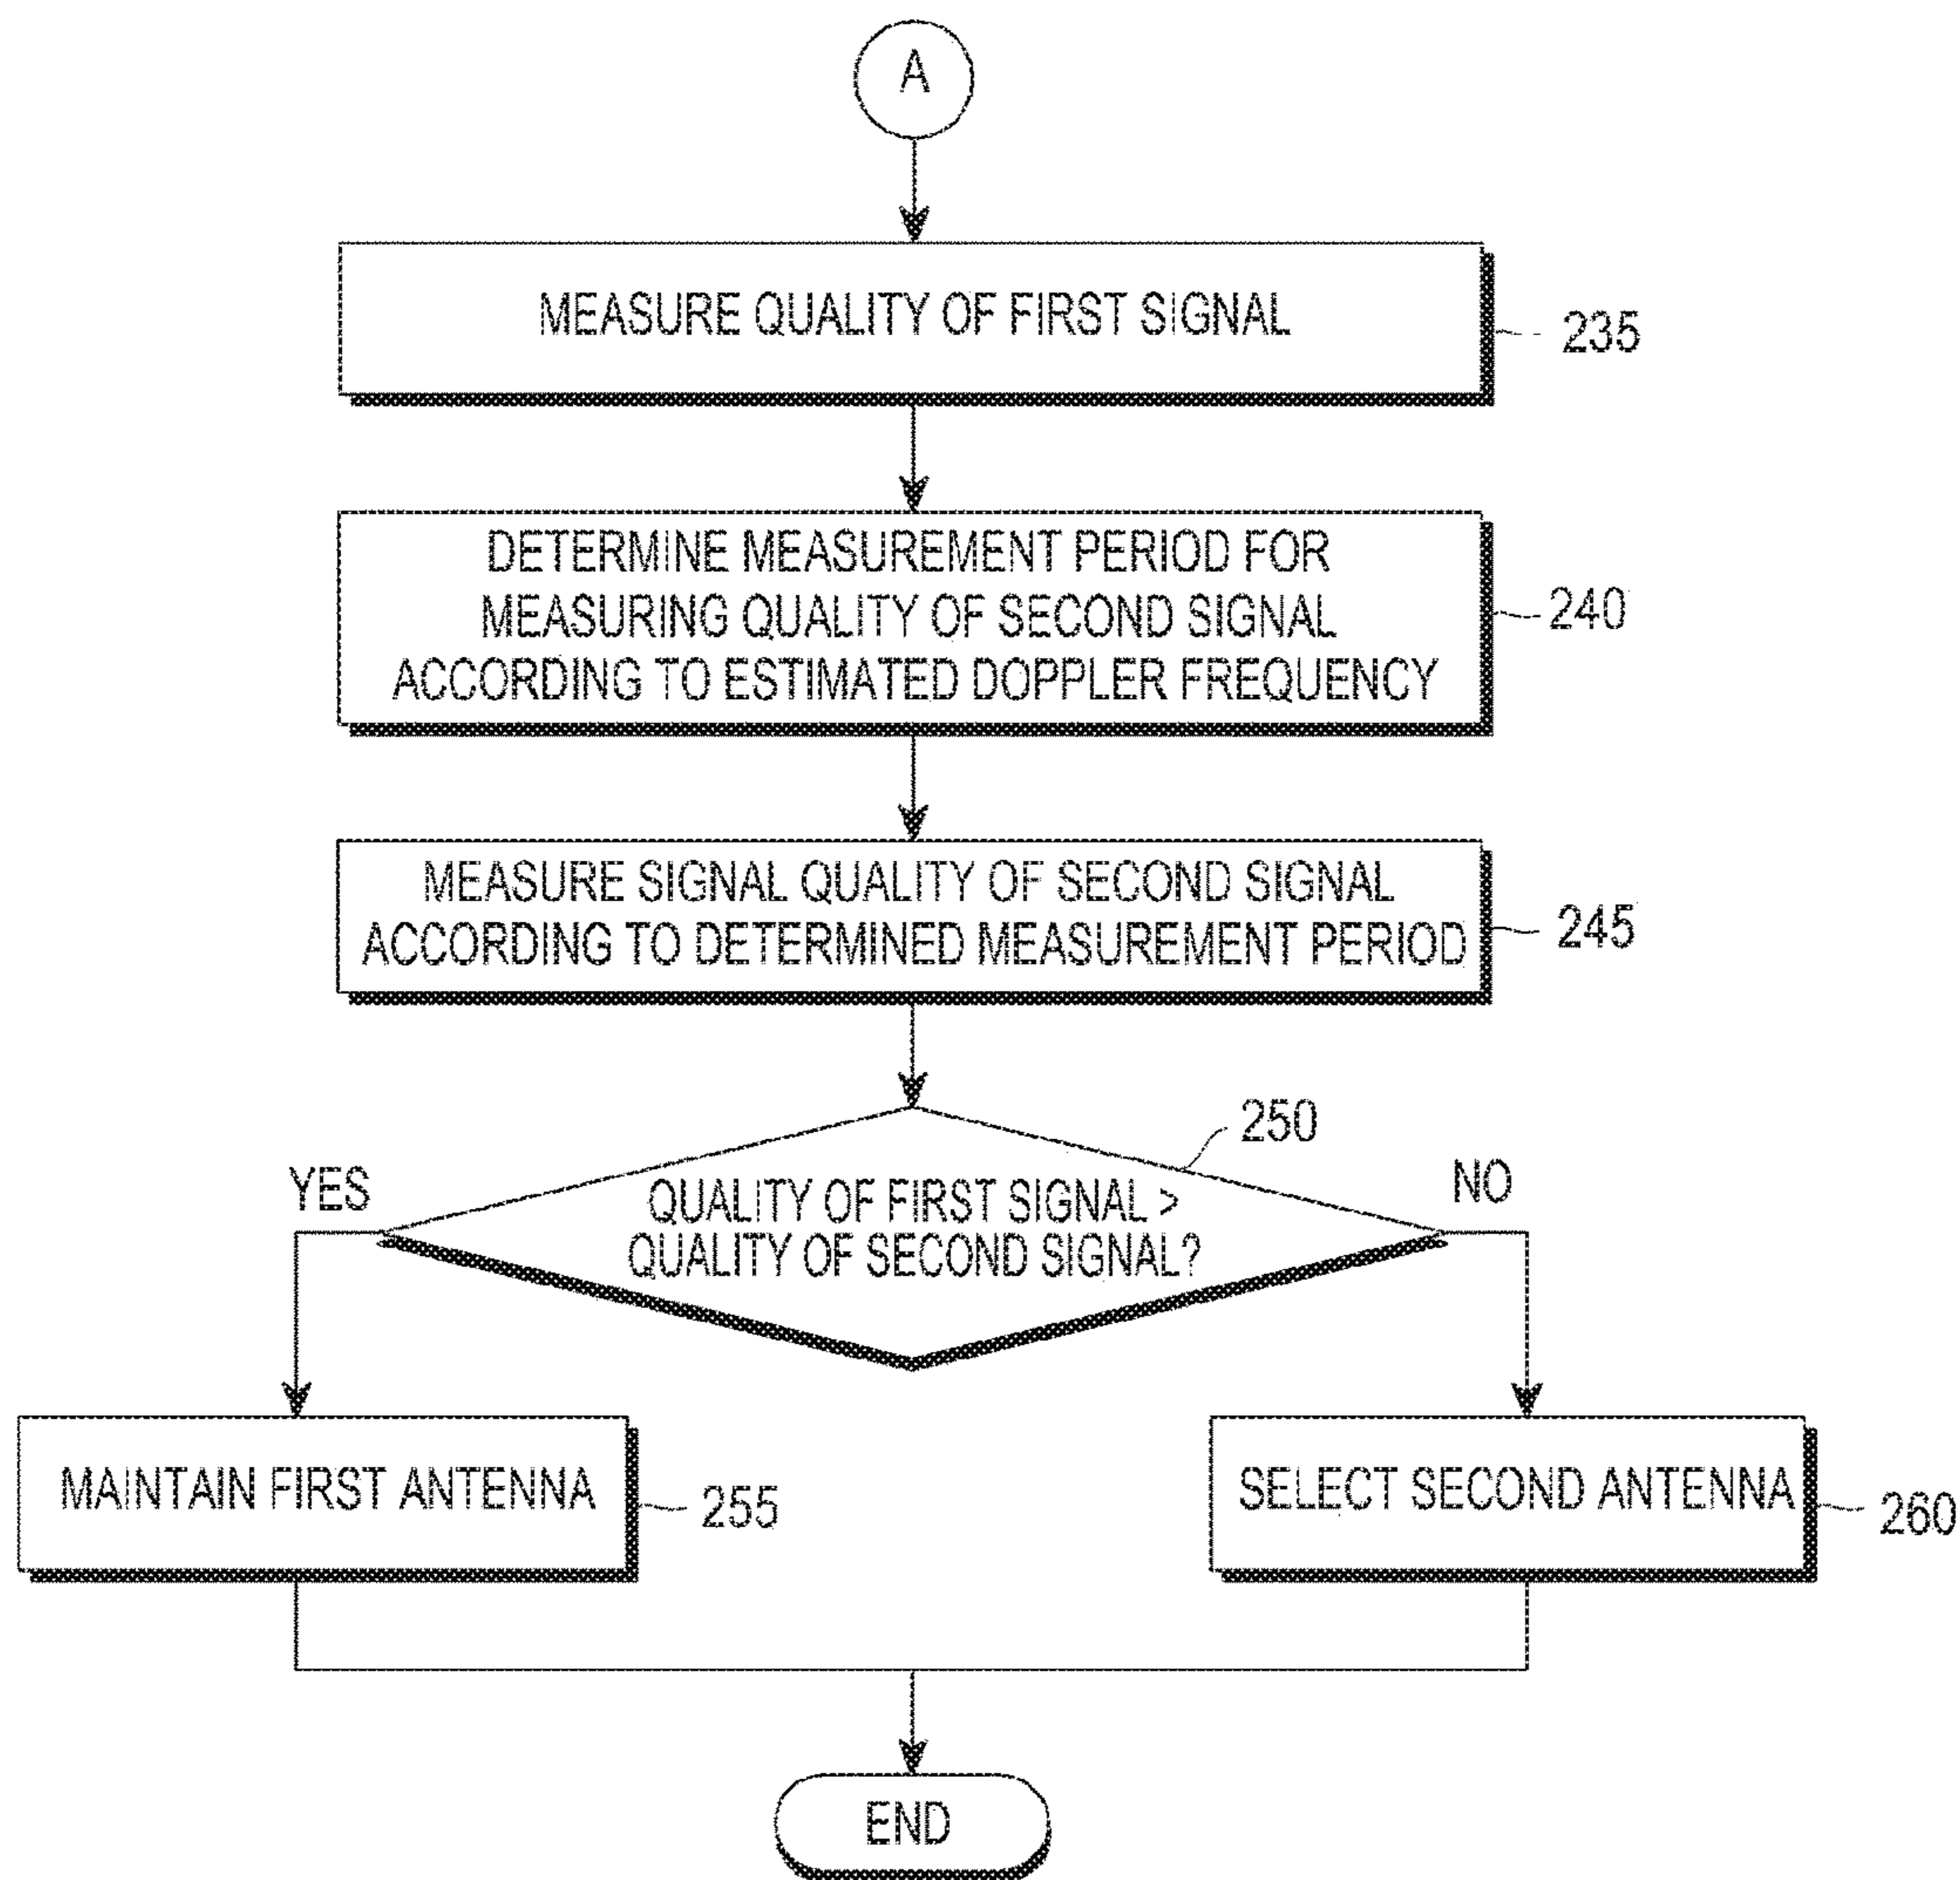 A
MEASURE QUALITY OF FIRST SIGNAL
235
DETERMINE MEASUREMENT PERIOD FOR
MEASURING QUALITY OF SECOND SIGNAL
ACCORDING TO ESTIMATED DOPPLER FREQUENCY
240
MEASURE SIGNAL QUALITY OF SECOND SIGNAL
ACCORDING TO DETERMINED MEASUREMENT PERIOD
245
250
YES
QUALITY OF FIRST SIGNAL >
QUALITY OF SECOND SIGNAL?
NO
MAINTAIN FIRST ANTENNA
255
SELECT SECOND ANTENNA
260
END